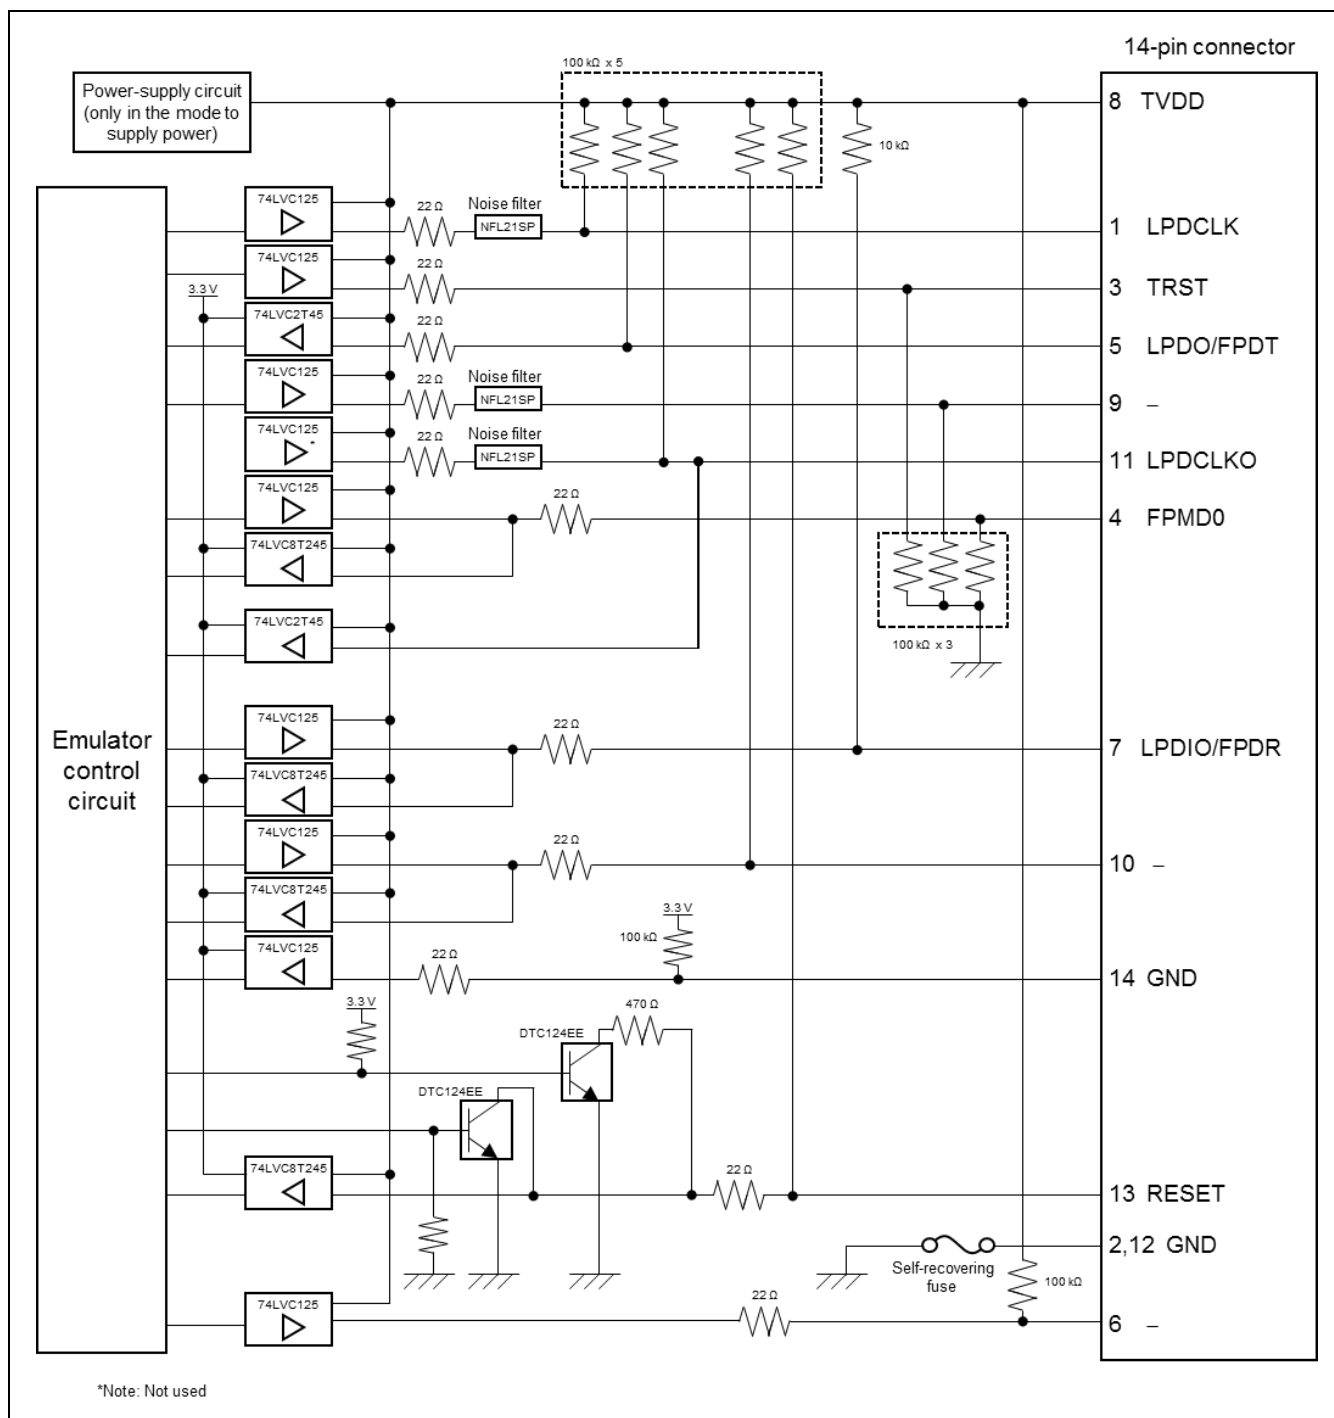 14-pin connector
100 kΩ x 5
Power-supply circuit
(only in the mode to
supply power)
8 TVDD
10 kΩ
74LVC125
22 Ω
Noise filter
NFL21SP
1 LPDCLK
74LVC125
22 Ω
3 TRST
3.3 V
74LVC2T45
22 Ω
5 LPDO/FPDT
74LVC125
22 Ω
Noise filter
NFL21SP
9 –
74LVC125
*
22 Ω
Noise filter
NFL21SP
11 LPDCLKO
74LVC125
22 Ω
4 FPMD0
74LVC8T245
74LVC2T45
100 kΩ x 3
74LVC125
22 Ω
7 LPDIO/FPDR
Emulator
control
circuit
74LVC8T245
74LVC125
22 Ω
10 –
74LVC8T245
3.3 V
100 kΩ
74LVC125
22 Ω
14 GND
3.3 V
470 Ω
DTC124EE
DTC124EE
74LVC8T245
22 Ω
13 RESET
2,12 GND
Self-recovering
fuse
100 kΩ
74LVC125
22 Ω
6 –
*Note: Not used